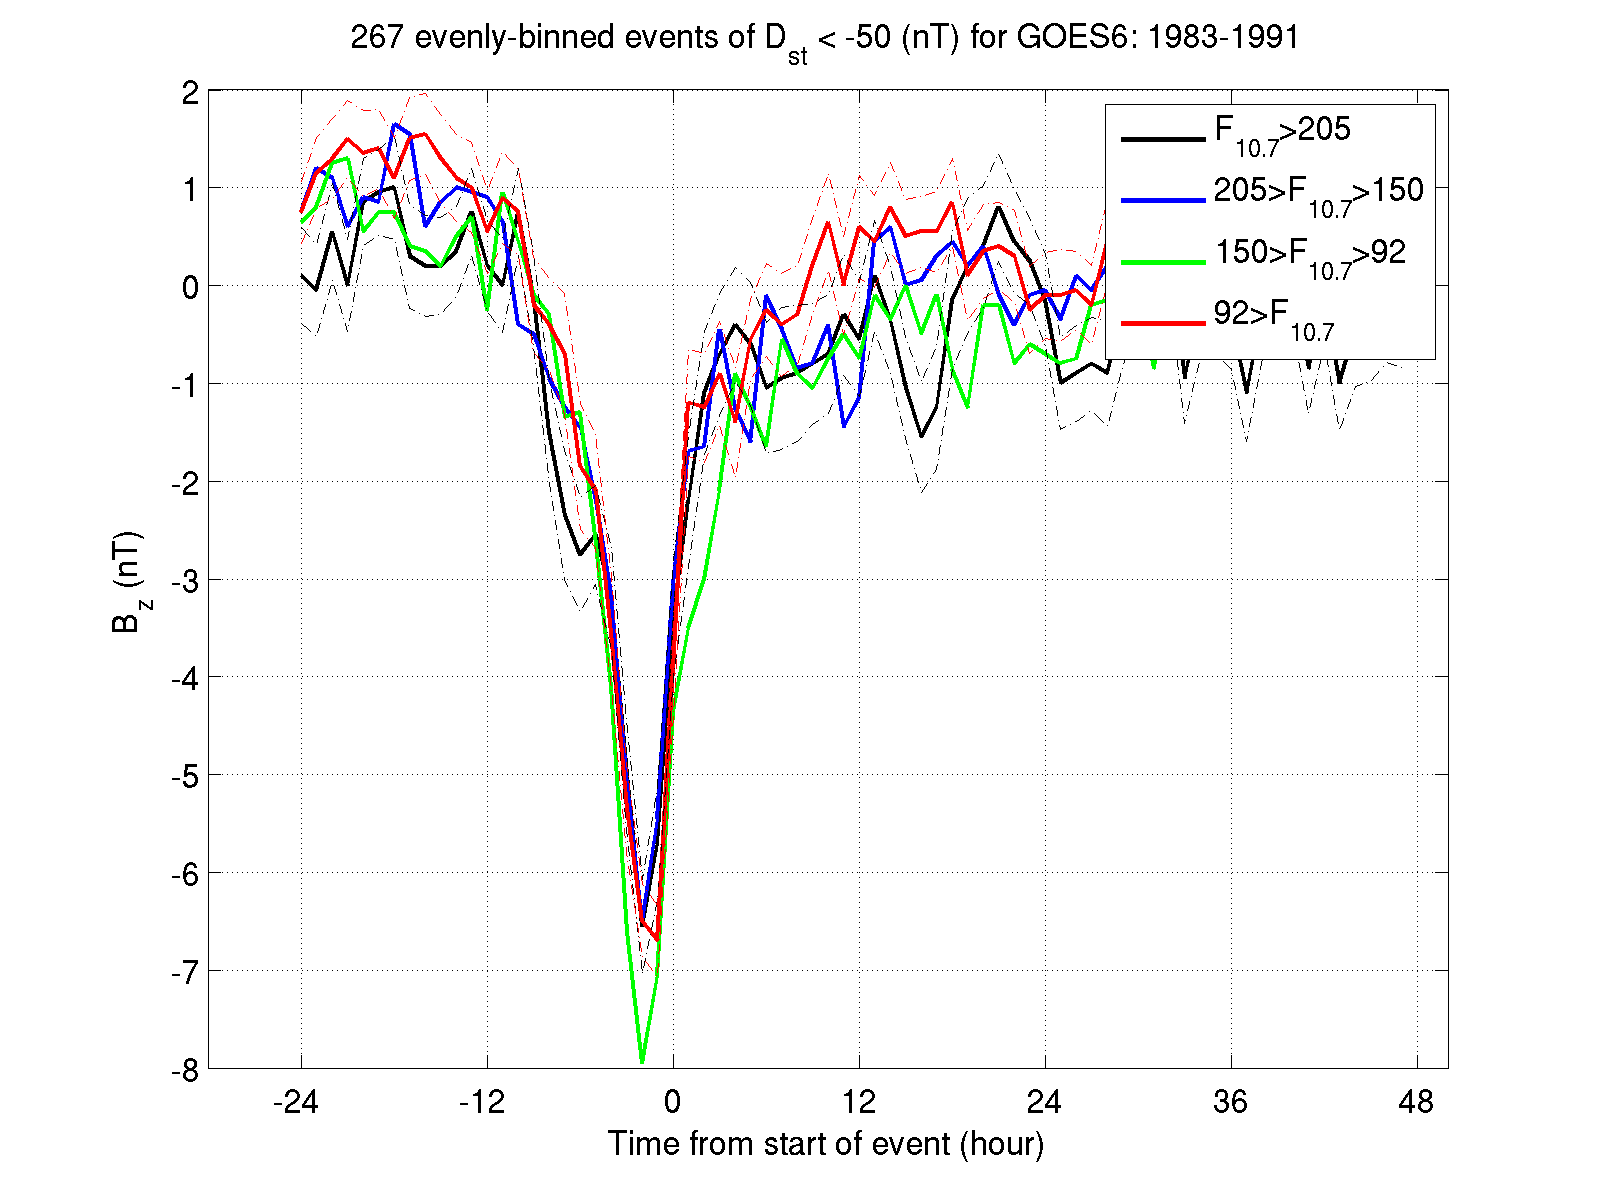 267 evenly-binned events of D_st < -50 (nT) for GOES6: 1983-1991
2
1
0
-1
-2
-3
-4
-5
-6
-7
-8
B_z (nT)
F_10.7>205
205>F_10.7>150
150>F_10.7>92
92>F_10.7
-24 -12 0 12 24 36 48
Time from start of event (hour)